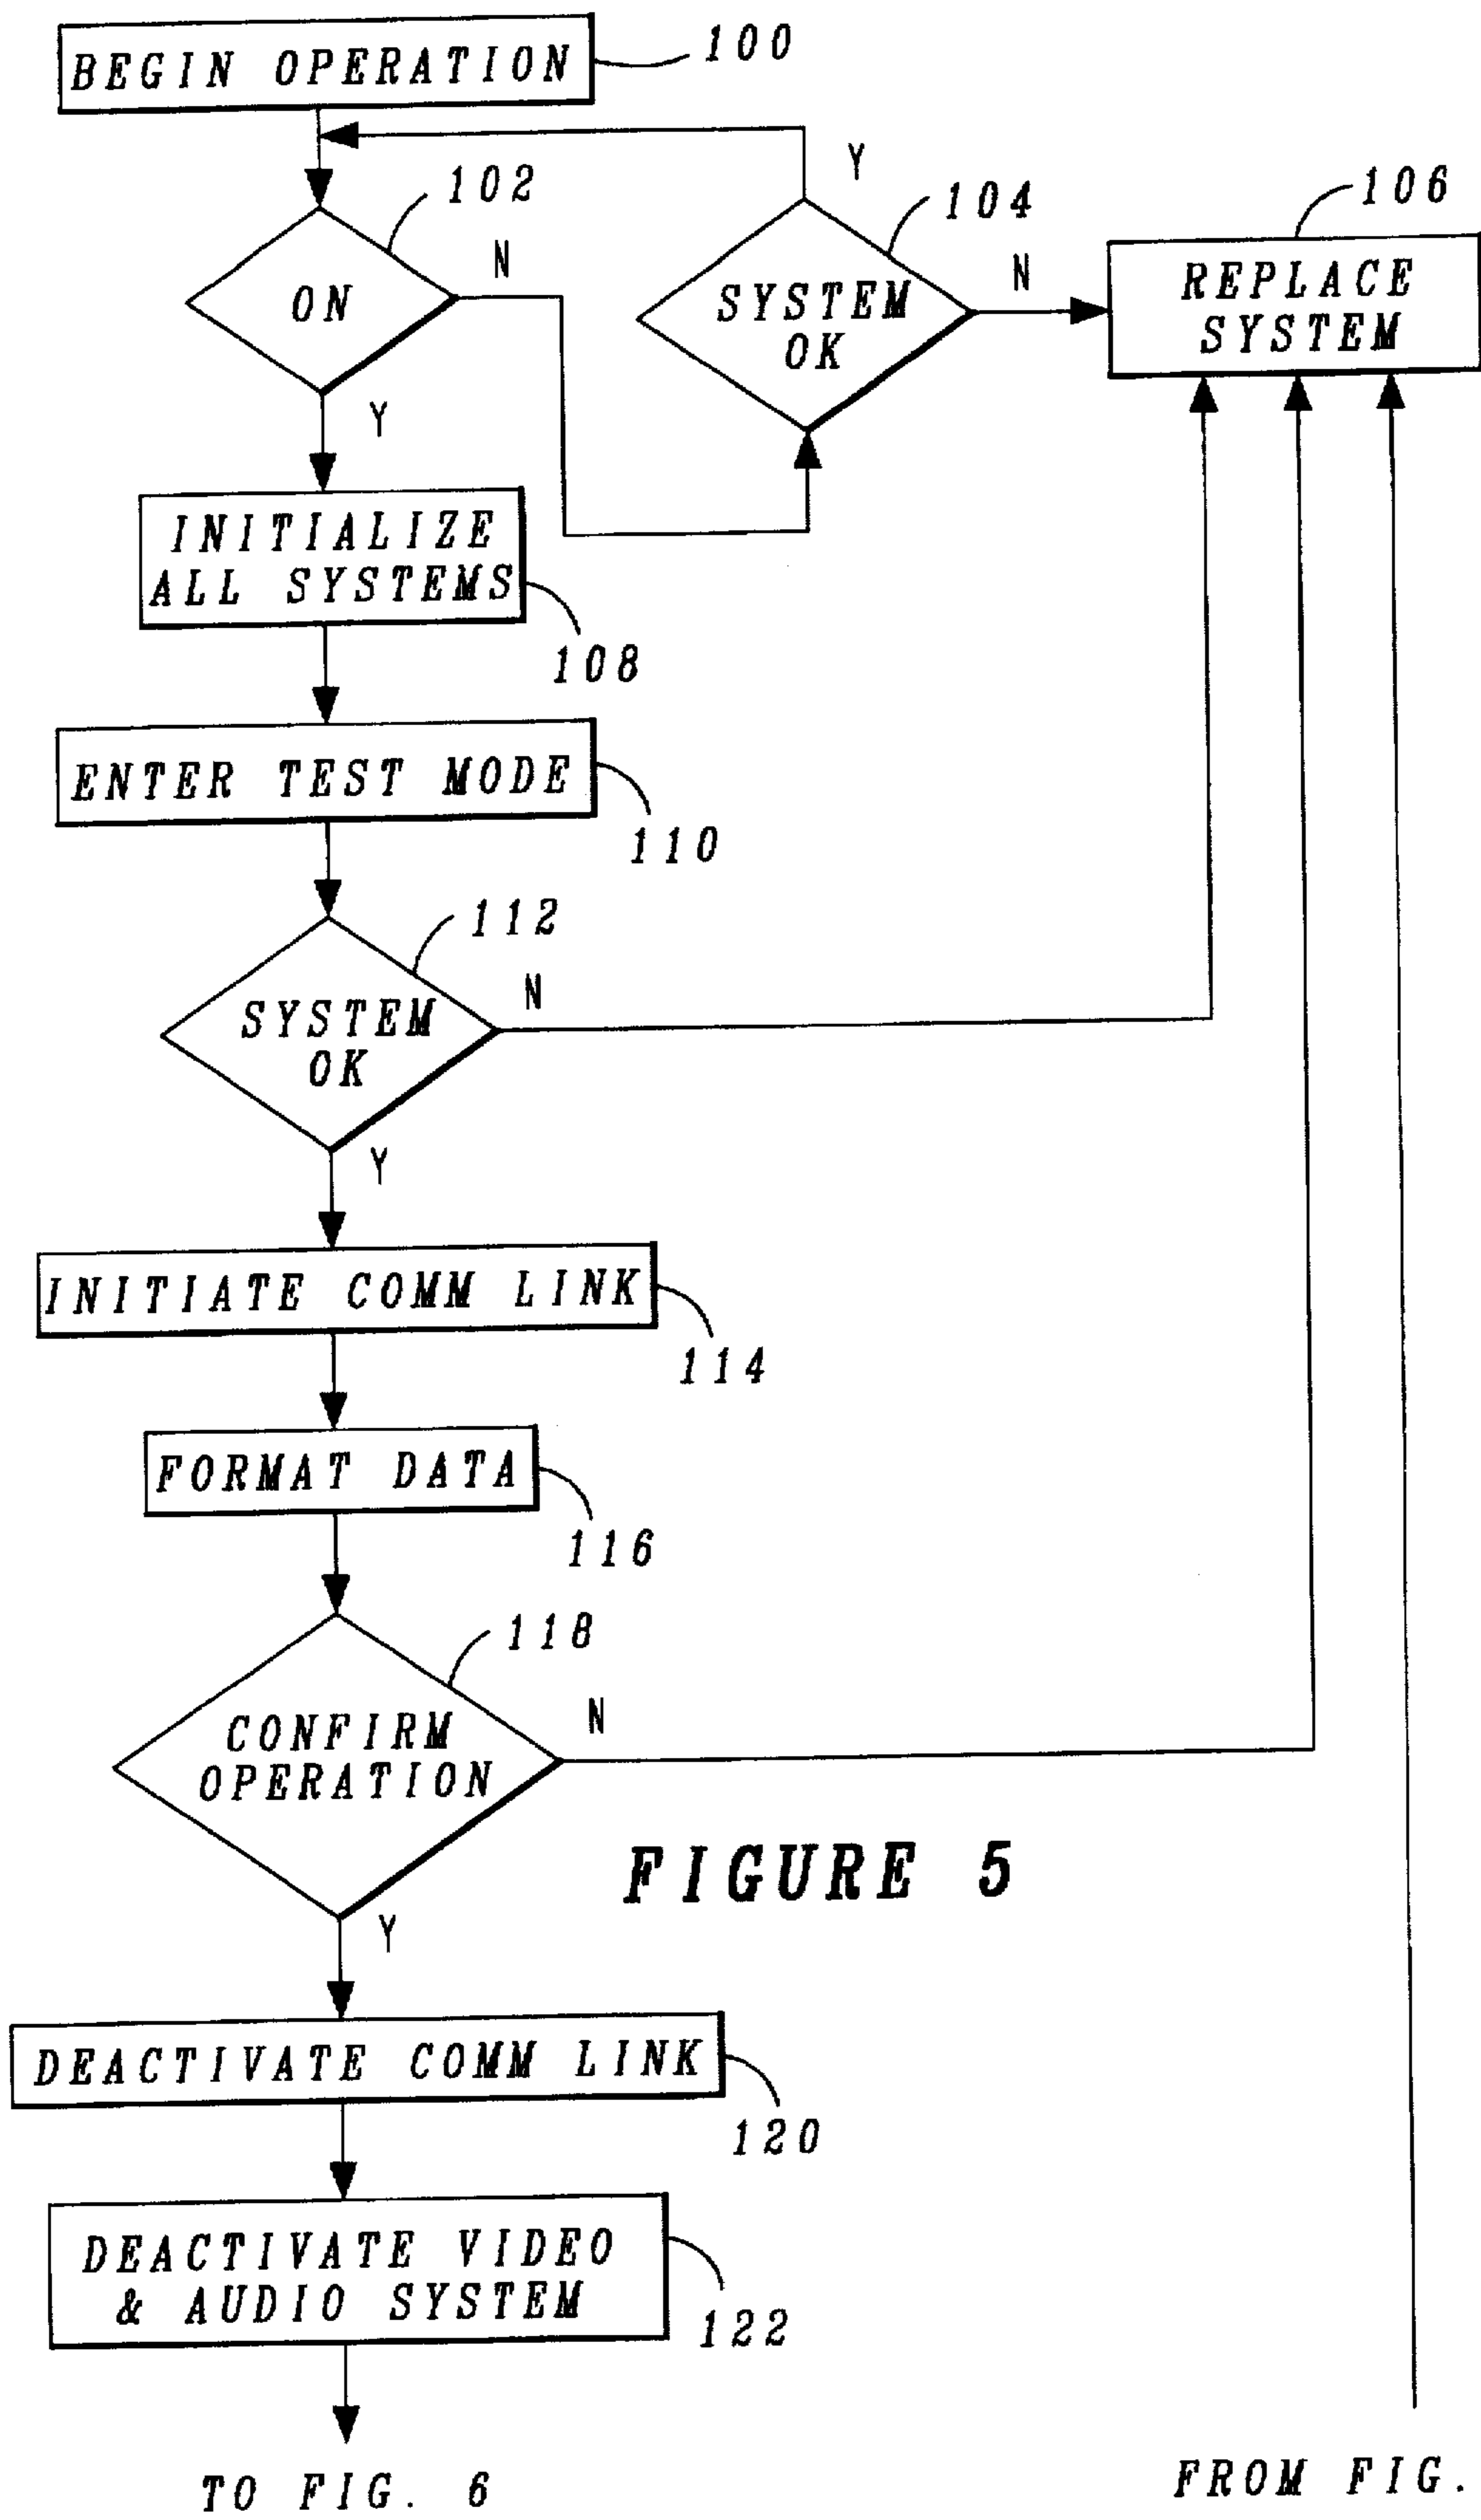 BEGIN OPERATION
100
102
Y
104
106
N
ON
SYSTEM
OK
N
REPLACE
SYSTEM
Y
INITIALIZE
ALL SYSTEMS
108
ENTER TEST MODE
110
112
N
SYSTEM
OK
Y
INITIATE COMM LINK
114
FORMAT DATA
116
118
N
CONFIRM
OPERATION
FIGURE 5
Y
DEACTIVATE COMM LINK
120
DEACTIVATE VIDEO
& AUDIO SYSTEM
122
TO FIG. 6
FROM FIG.